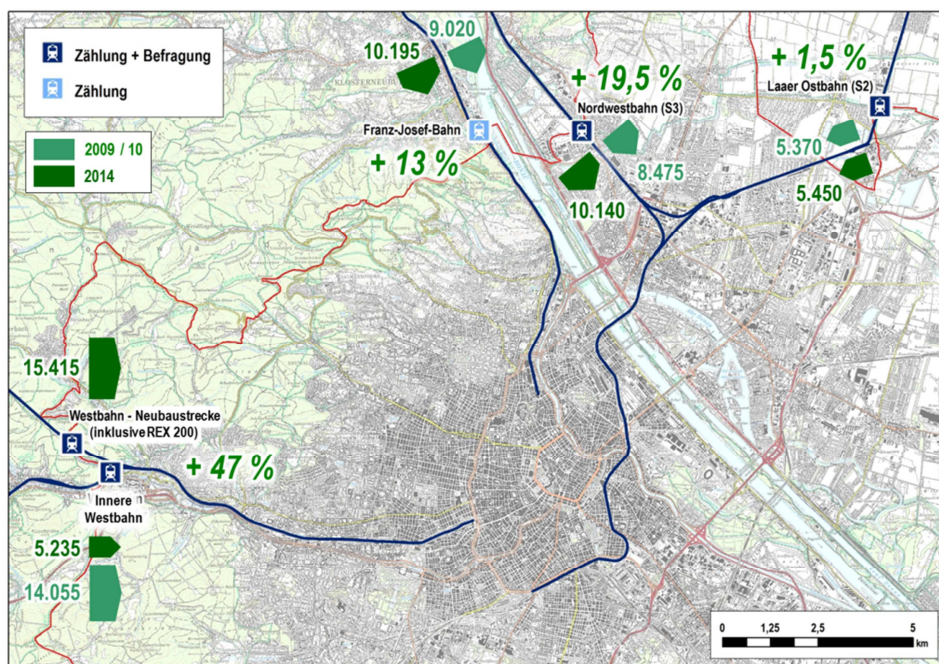 Zählung + Befragung
Zählung
2009 / 10
2014
10.195
9.020
Franz-Josef-Bahn
+ 13 %
+ 19,5 %
Nordwestbahn (S3)
8.475
10.140
+ 1,5 %
Laaer Ostbahn (S2)
5.370
5.450
15.415
Westbahn - Neubaustrecke
(inklusive REX 200)
+ 47 %
Innere
Westbahn
5.235
14.055
0 1,25 2,5 5
km